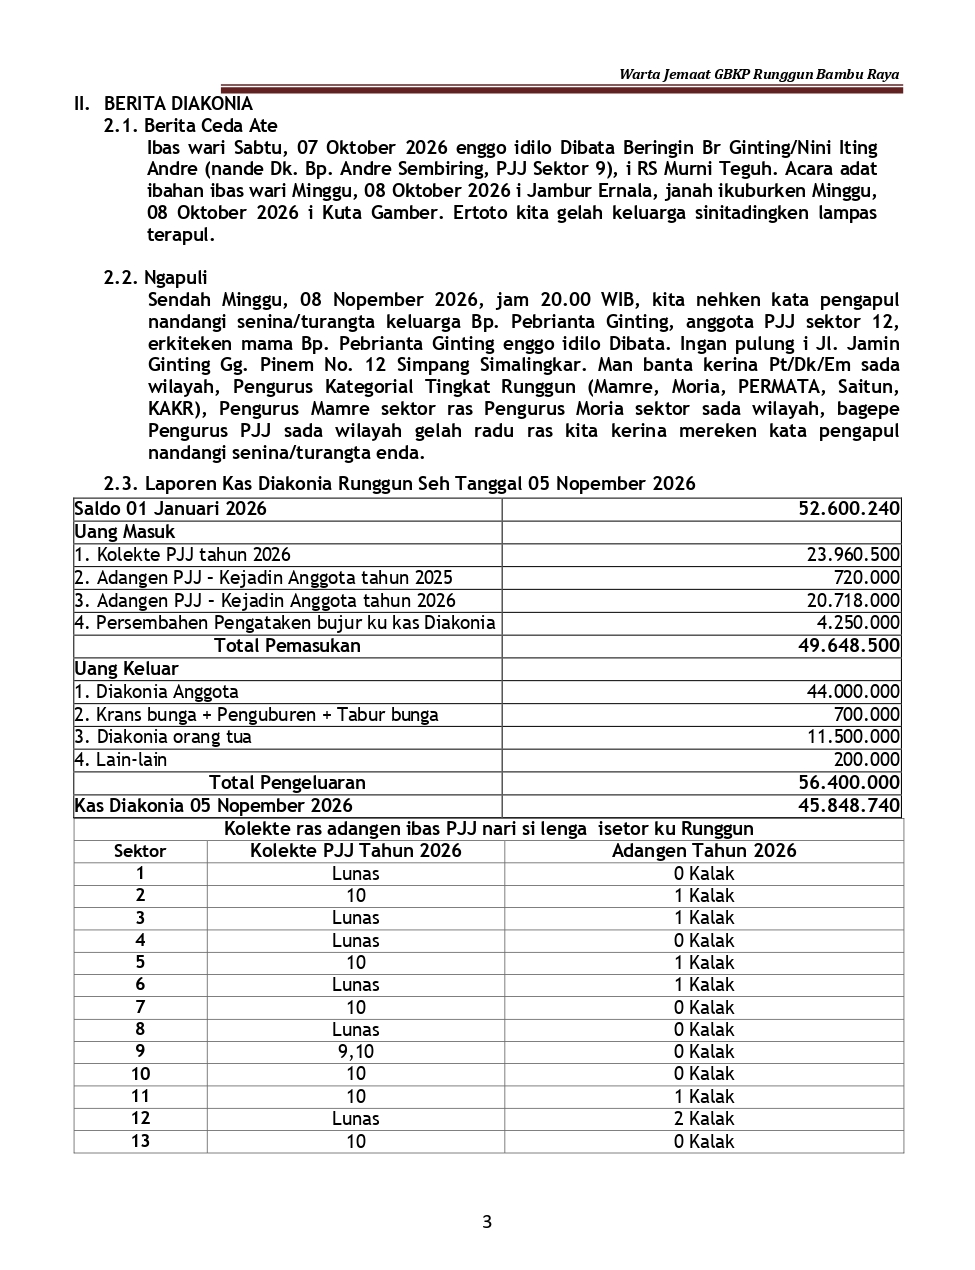 Warta Jemaat GBKP Runggun Bambu Raya
II. BERITA DIAKONIA
2.1. Berita Ceda Ate
Ibas wari Sabtu, 07 Oktober 2026 enggo idilo Dibata Beringin Br Ginting/Nini Iting
Andre (nande Dk. Bp. Andre Sembiring, PJJ Sektor 9), i RS Murni Teguh. Acara adat
ibahan ibas wari Minggu, 08 Oktober 2026 i Jambur Ernala, janah ikuburken Minggu,
08 Oktober 2026 i Kuta Gamber. Ertoto kita gelah keluarga sinitadingken lampas
terapul.
2.2. Ngapuli
Sendah Minggu, 08 Nopember 2026, jam 20.00 WIB, kita nehken kata pengapul
nandangi senina/turangta keluarga Bp. Pebrianta Ginting, anggota PJJ sektor 12,
erkiteken mama Bp. Pebrianta Ginting enggo idilo Dibata. Ingan pulung i Jl. Jamin
Ginting Gg. Pinem No. 12 Simpang Simalingkar. Man banta kerina Pt/Dk/Em sada
wilayah, Pengurus Kategorial Tingkat Runggun (Mamre, Moria, PERMATA, Saitun,
KAKR), Pengurus Mamre sektor ras Pengurus Moria sektor sada wilayah, bagepe
Pengurus PJJ sada wilayah gelah radu ras kita kerina mereken kata pengapul
nandangi senina/turangta enda.
2.3. Laporen Kas Diakonia Runggun Seh Tanggal 05 Nopember 2026
Saldo 01 Januari 2026 52.600.240
Uang Masuk
1. Kolekte PJJ tahun 2026 23.960.500
2. Adangen PJJ – Kejadin Anggota tahun 2025 720.000
3. Adangen PJJ – Kejadin Anggota tahun 2026 20.718.000
4. Persembahen Pengataken bujur ku kas Diakonia 4.250.000
Total Pemasukan 49.648.500
Uang Keluar
1. Diakonia Anggota 44.000.000
2. Krans bunga + Penguburen + Tabur bunga 700.000
3. Diakonia orang tua 11.500.000
4. Lain-lain 200.000
Total Pengeluaran 56.400.000
Kas Diakonia 05 Nopember 2026 45.848.740
Kolekte ras adangen ibas PJJ nari si lenga isetor ku Runggun
Sektor Kolekte PJJ Tahun 2026 Adangen Tahun 2026
1 Lunas 0 Kalak
2 10 1 Kalak
3 Lunas 1 Kalak
4 Lunas 0 Kalak
5 10 1 Kalak
6 Lunas 1 Kalak
7 10 0 Kalak
8 Lunas 0 Kalak
9 9,10 0 Kalak
10 10 0 Kalak
11 10 1 Kalak
12 Lunas 2 Kalak
13 10 0 Kalak
3